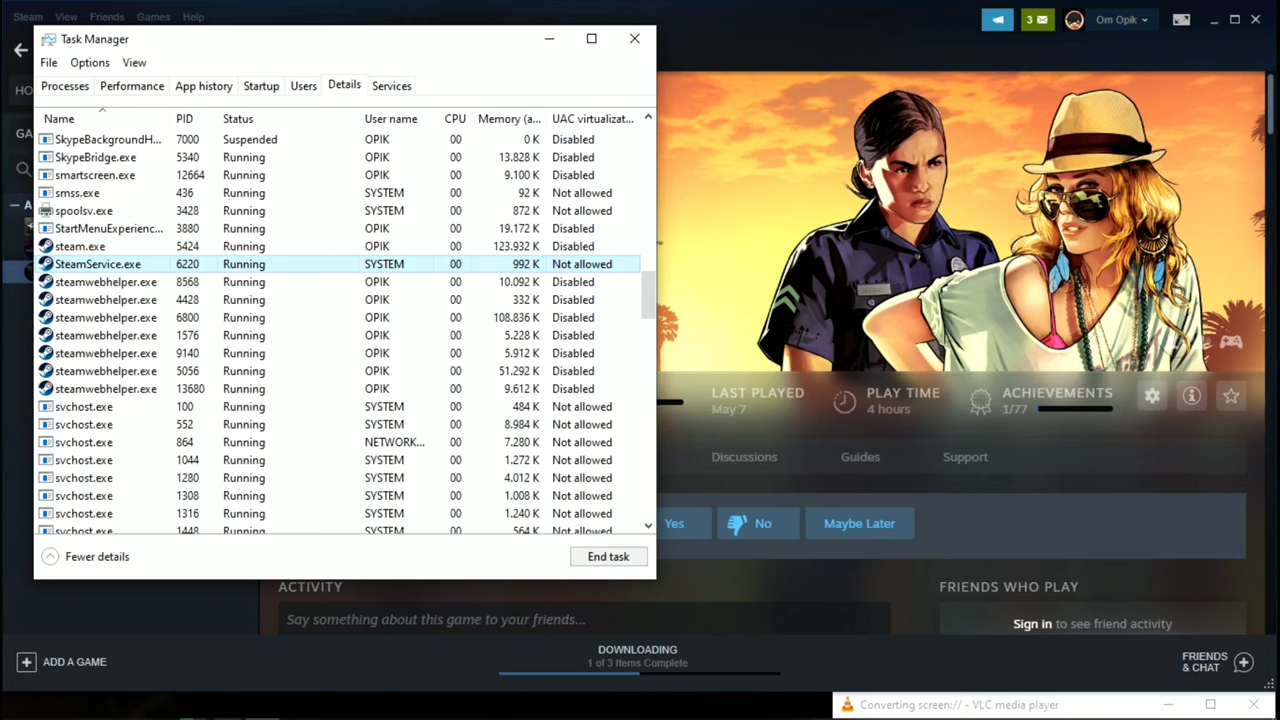 Steam View Friends Games Help
3
Om Opik
Task Manager
File Options View
Processes Performance App history Startup Users Details Services
Name PID Status User name CPU Memory (a... UAC virtualizat...
SkypeBackgroundH... 7000 Suspended OPIK 00 0 K Disabled
SkypeBridge.exe 5340 Running OPIK 00 13.828 K Disabled
smartscreen.exe 12664 Running OPIK 00 9.100 K Disabled
smss.exe 436 Running SYSTEM 00 92 K Not allowed
spoolsv.exe 3428 Running SYSTEM 00 872 K Not allowed
StartMenuExperienc... 3880 Running OPIK 00 19.172 K Disabled
steam.exe 5424 Running OPIK 00 123.932 K Disabled
SteamService.exe 6220 Running SYSTEM 00 992 K Not allowed
steamwebhelper.exe 8568 Running OPIK 00 10.092 K Disabled
steamwebhelper.exe 4428 Running OPIK 00 332 K Disabled
steamwebhelper.exe 6800 Running OPIK 00 108.836 K Disabled
steamwebhelper.exe 1576 Running OPIK 00 5.228 K Disabled
steamwebhelper.exe 9140 Running OPIK 00 5.912 K Disabled
steamwebhelper.exe 5056 Running OPIK 00 51.292 K Disabled
steamwebhelper.exe 13680 Running OPIK 00 9.612 K Disabled
svchost.exe 100 Running SYSTEM 00 484 K Not allowed
svchost.exe 552 Running SYSTEM 00 8.984 K Not allowed
svchost.exe 864 Running NETWORK... 00 7.280 K Not allowed
svchost.exe 1044 Running SYSTEM 00 1.272 K Not allowed
svchost.exe 1280 Running SYSTEM 00 4.012 K Not allowed
svchost.exe 1308 Running SYSTEM 00 1.008 K Not allowed
svchost.exe 1316 Running SYSTEM 00 1.240 K Not allowed
svchost.exe 1448 Running SYSTEM 00 564 K Not allowed
Fewer details End task
LAST PLAYED
May 7
PLAY TIME
4 hours
ACHIEVEMENTS
1/77
Discussions Guides Support
Yes No Maybe Later
ACTIVITY
Say something about this game to your friends...
FRIENDS WHO PLAY
Sign in to see friend activity
ADD A GAME
DOWNLOADING
1 of 3 Items Complete
FRIENDS
& CHAT
Converting screen:// - VLC media player